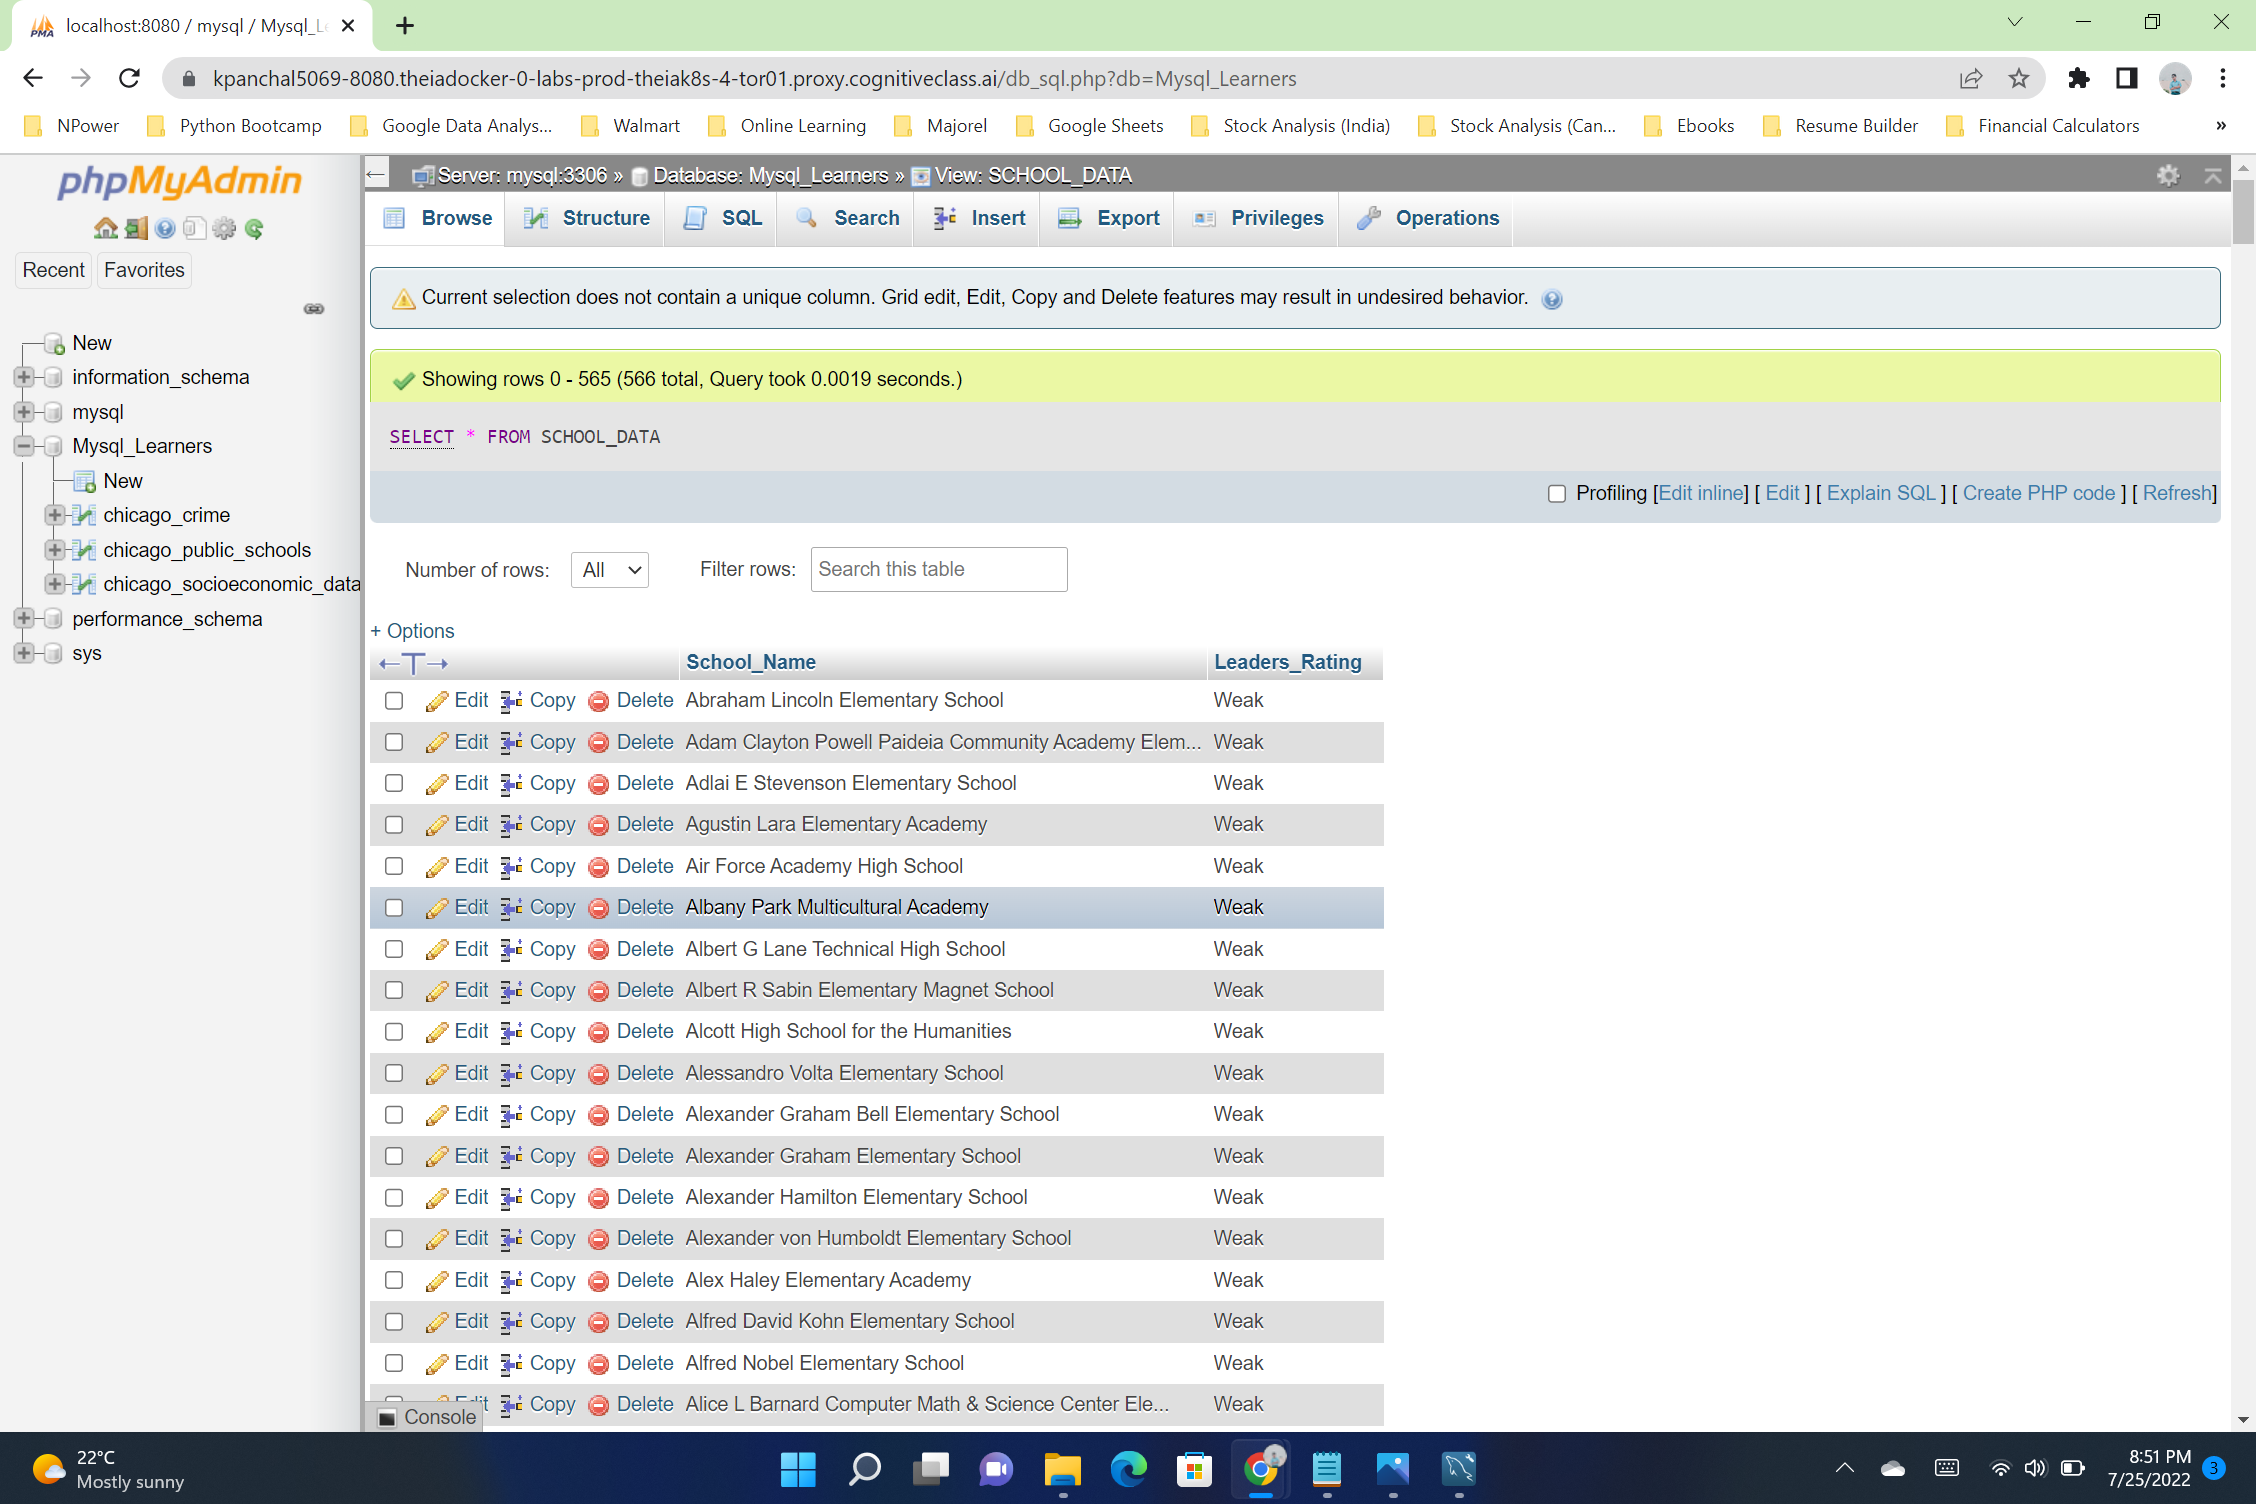 localhost:8080 / mysql / Mysql_Le
kpanchal5069-8080.theiadocker-0-labs-prod-theiak8s-4-tor01.proxy.cognitiveclass.ai/db_sql.php?db=Mysql_Learners
NPower Python Bootcamp Google Data Analys... Walmart Online Learning Majorel Google Sheets Stock Analysis (India) Stock Analysis (Can... Ebooks Resume Builder Financial Calculators »
phpMyAdmin
Recent Favorites
New
information_schema
mysql
Mysql_Learners
New
chicago_crime
chicago_public_schools
chicago_socioeconomic_data
performance_schema
sys
Server: mysql:3306 » Database: Mysql_Learners » View: SCHOOL_DATA
Browse Structure SQL Search Insert Export Privileges Operations
Current selection does not contain a unique column. Grid edit, Edit, Copy and Delete features may result in undesired behavior.
Showing rows 0 - 565 (566 total, Query took 0.0019 seconds.)
SELECT * FROM SCHOOL_DATA
Profiling [Edit inline] [ Edit ] [ Explain SQL ] [ Create PHP code ] [ Refresh]
Number of rows: All Filter rows: Search this table
+ Options
School_Name Leaders_Rating
Edit Copy Delete Abraham Lincoln Elementary School Weak
Edit Copy Delete Adam Clayton Powell Paideia Community Academy Elem... Weak
Edit Copy Delete Adlai E Stevenson Elementary School Weak
Edit Copy Delete Agustin Lara Elementary Academy Weak
Edit Copy Delete Air Force Academy High School Weak
Edit Copy Delete Albany Park Multicultural Academy Weak
Edit Copy Delete Albert G Lane Technical High School Weak
Edit Copy Delete Albert R Sabin Elementary Magnet School Weak
Edit Copy Delete Alcott High School for the Humanities Weak
Edit Copy Delete Alessandro Volta Elementary School Weak
Edit Copy Delete Alexander Graham Bell Elementary School Weak
Edit Copy Delete Alexander Graham Elementary School Weak
Edit Copy Delete Alexander Hamilton Elementary School Weak
Edit Copy Delete Alexander von Humboldt Elementary School Weak
Edit Copy Delete Alex Haley Elementary Academy Weak
Edit Copy Delete Alfred David Kohn Elementary School Weak
Edit Copy Delete Alfred Nobel Elementary School Weak
Edit Copy Delete Alice L Barnard Computer Math & Science Center Ele... Weak
Console
22°C
Mostly sunny
8:51 PM
7/25/2022
3